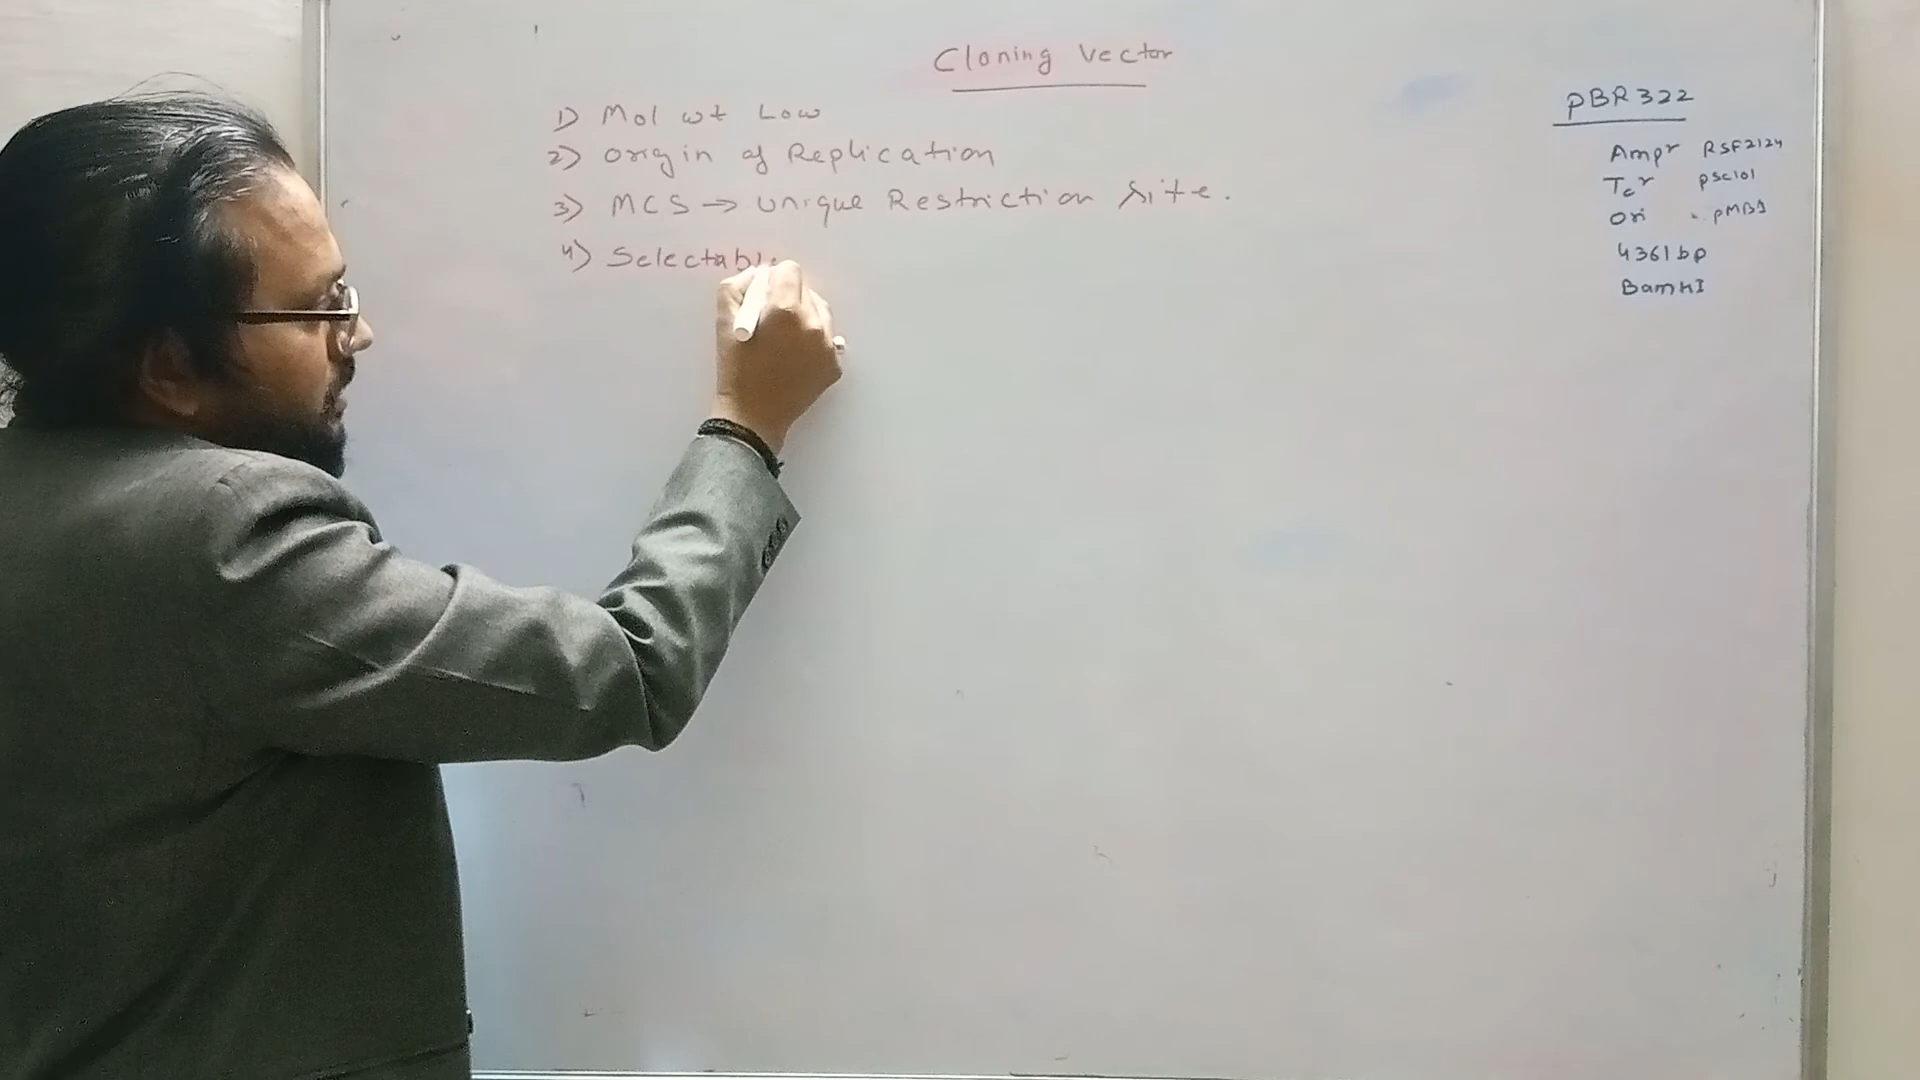 Cloning Vector
1) Mol wt Low
2) Origin of Replication
3) MCS → Unique Restriction Site.
4) Selectable
pBR322
Ampr RSF2124
Tcr pSC101
Ori pMB1
4361bp
BamHI